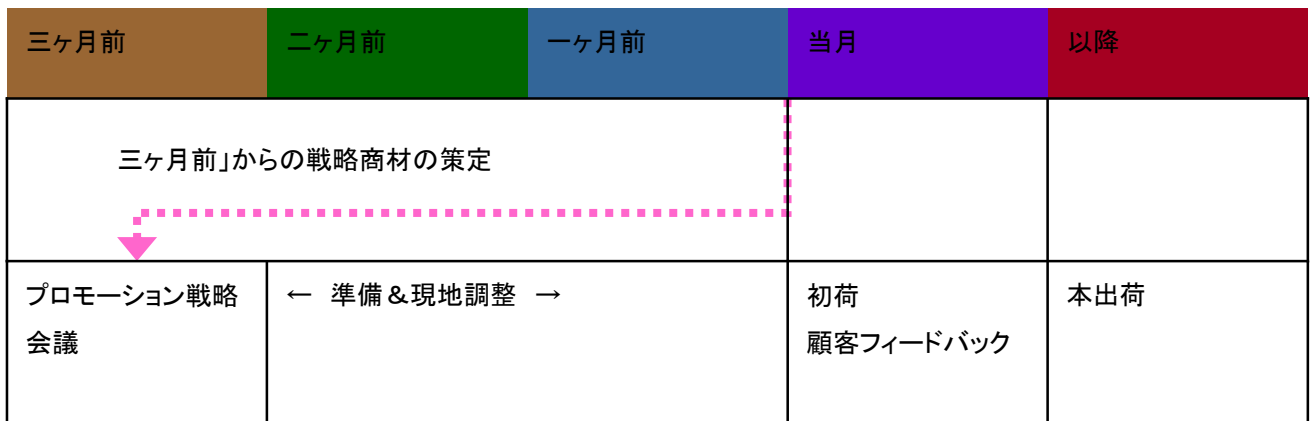 三ヶ月前 二ヶ月前 一ヶ月前 当月 以降
三ヶ月前」からの戦略商材の策定
プロモーション戦略
会議
← 準備&現地調整 →
初荷
顧客フィードバック
本出荷